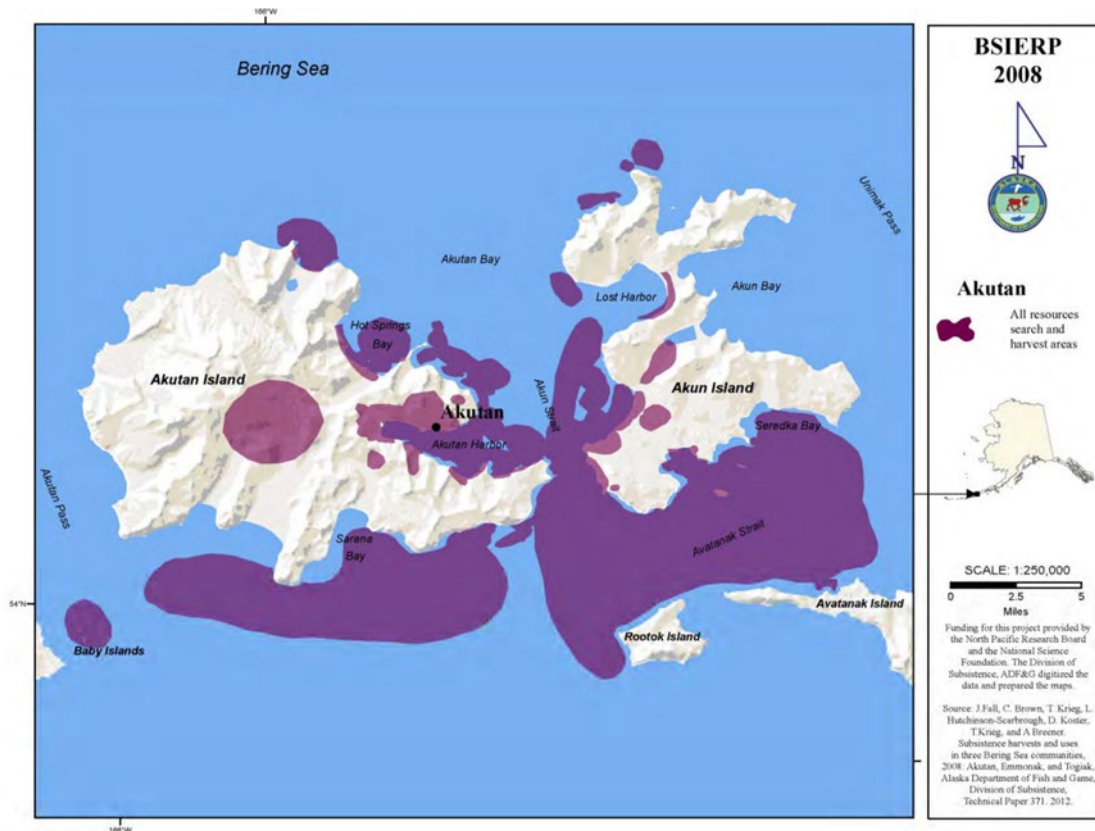 166°W
Bering Sea
Unimak Pass
Akutan Bay
Akun Bay
Lost Harbor
Hot Springs
Bay
Akutan Island
Akun Strait
Akun Island
Akutan
Seredka Bay
Akutan Harbor
Akutan Pass
Sarana
Bay
Avatanak Strait
54°N
Avatanak Island
Rootok Island
Baby Islands
166°W
BSIERP
2008
N
ALASKA
Akutan
All resources
search and
harvest areas
SCALE: 1:250,000
0 2.5 5
Miles
Funding for this project provided by
the North Pacific Research Board
and the National Science
Foundation. The Division of
Subsistence, ADF&G digitized the
data and prepared the maps.
Source: J.Fall, C. Brown, T. Krieg, L.
Hutchinson-Scarbrough, D. Koster,
T.Krieg, and A Breener.
Subsistence harvests and uses
in three Bering Sea communities,
2008: Akutan, Emmonak, and Togiak,
Alaska Department of Fish and Game,
Division of Subsistence,
Technical Paper 371. 2012.